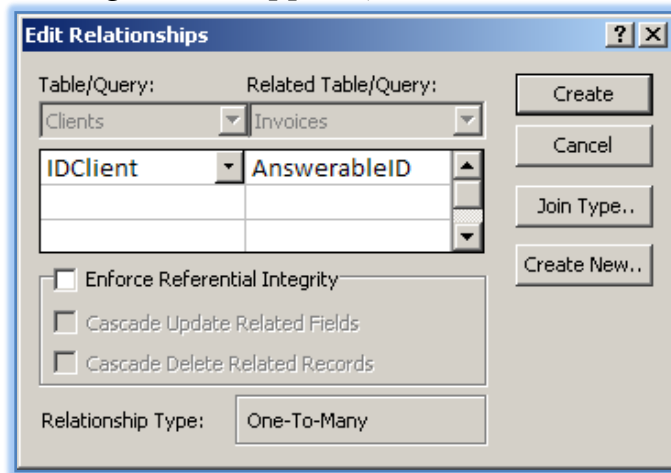 Edit Relationships
Table/Query: Related Table/Query:
Clients Invoices
IDClient AnswerableID
Enforce Referential Integrity
Cascade Update Related Fields
Cascade Delete Related Records
Relationship Type: One-To-Many
Create
Cancel
Join Type..
Create New..